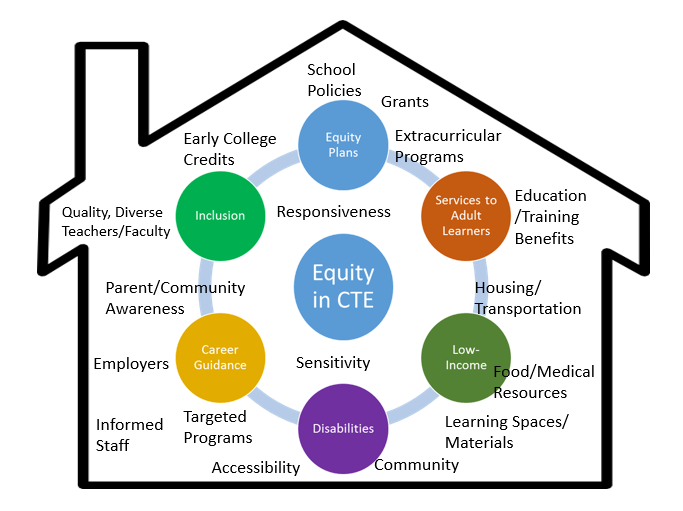 School
Policies
Grants
Equity
Plans
Extracurricular
Programs
Early College
Credits
Inclusion
Quality, Diverse
Teachers/Faculty
Responsiveness
Services to
Adult
Learners
Education
/Training
Benefits
Equity
in CTE
Parent/Community
Awareness
Housing/
Transportation
Career
Guidance
Employers
Sensitivity
Low-
Income
Food/Medical
Resources
Informed
Staff
Targeted
Programs
Disabilities
Learning Spaces/
Materials
Accessibility
Community